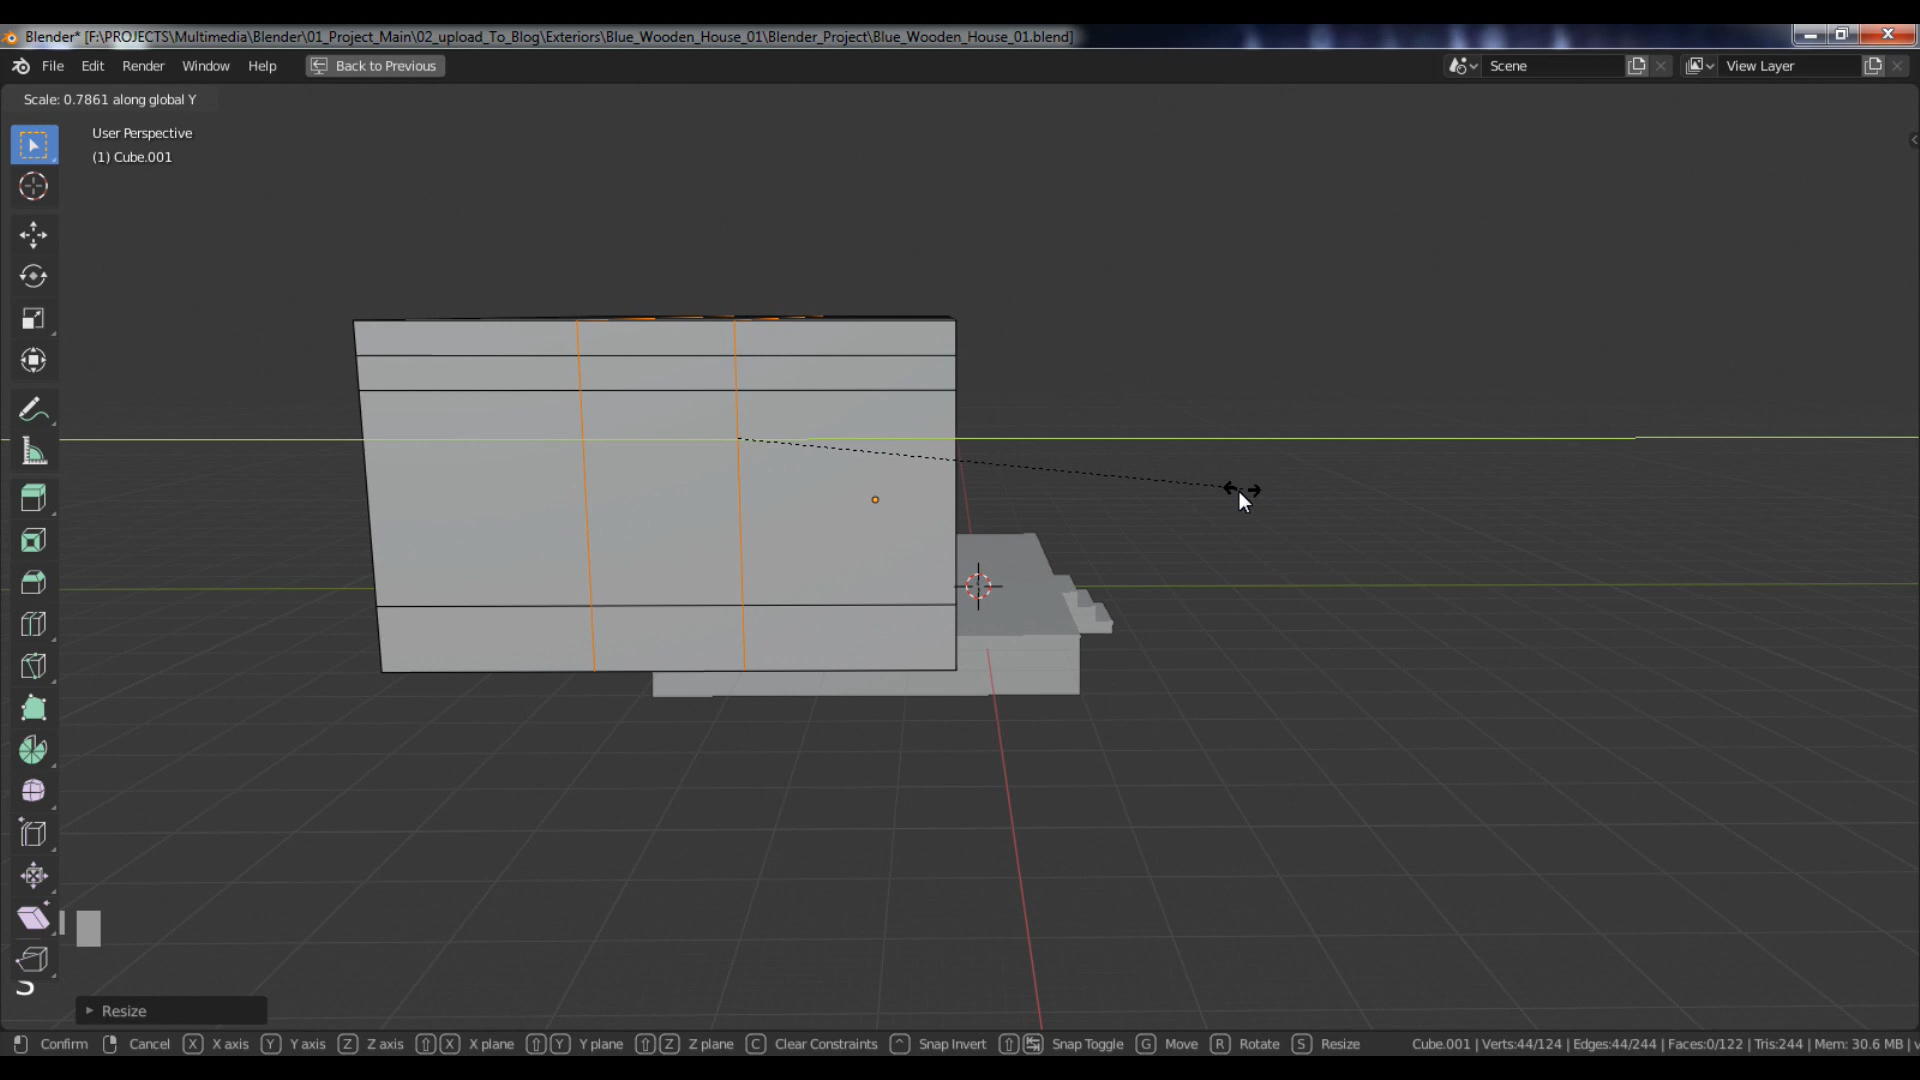 Blender* [F:\PROJECTS\Multimedia\Blender\01_Project_Main\02_upload_To_Blog\Exteriors\Blue_Wooden_House_01\Blender_Project\Blue_Wooden_House_01.blend]
File Edit Render Window Help Back to Previous Scene View Layer
Scale: 0.7861 along global Y
User Perspective
(1) Cube.001
S
Resize
Confirm Cancel X X axis Y Y axis Z Z axis X X plane Y Y plane Z Z plane C Clear Constraints Snap Invert Snap Toggle G Move R Rotate S Resize Cube.001 | Verts:44/124 | Edges:44/244 | Faces:0/122 | Tris:244 | Mem: 30.6 MB | v